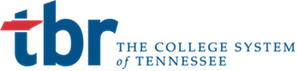 tbr
THE COLLEGE SYSTEM
of TENNESSEE